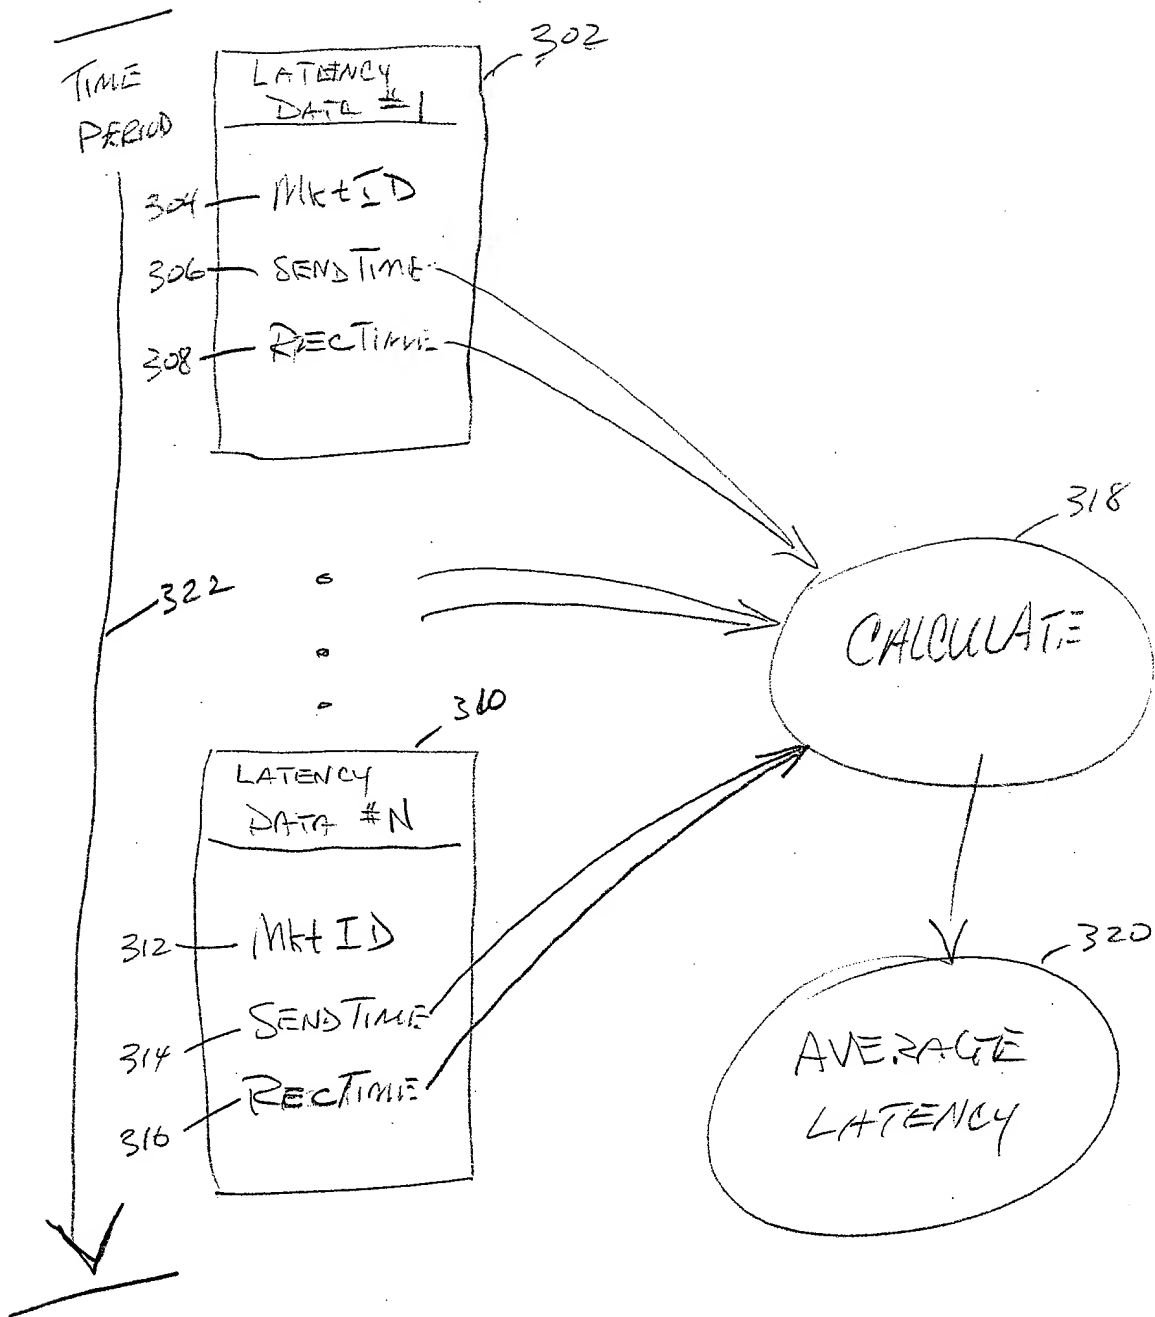 302
TIME
PERIOD
LATENCY
DATA #1
304
MktID
306
SENDTIME
308
RECTIME
318
322
CALCULATE
310
LATENCY
DATA #N
312
MktID
320
314
SENDTIME
AVERAGE
LATENCY
316
RECTIME